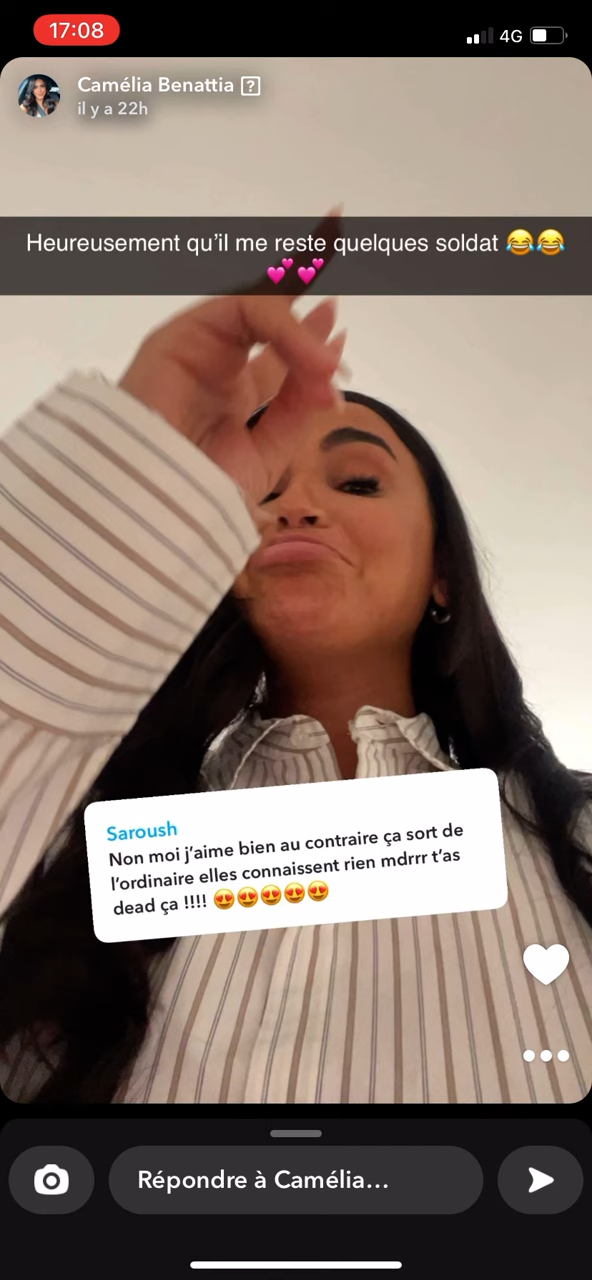 17:08
4G
Camélia Benattia ?
il y a 22h
Heureusement qu’il me reste quelques soldat 😂😂
💕💕
Saroush
Non moi j’aime bien au contraire ça sort de
l’ordinaire elles connaissent rien mdrrr t’as
dead ça !!!! 😍😍😍😍😍
Répondre à Camélia...